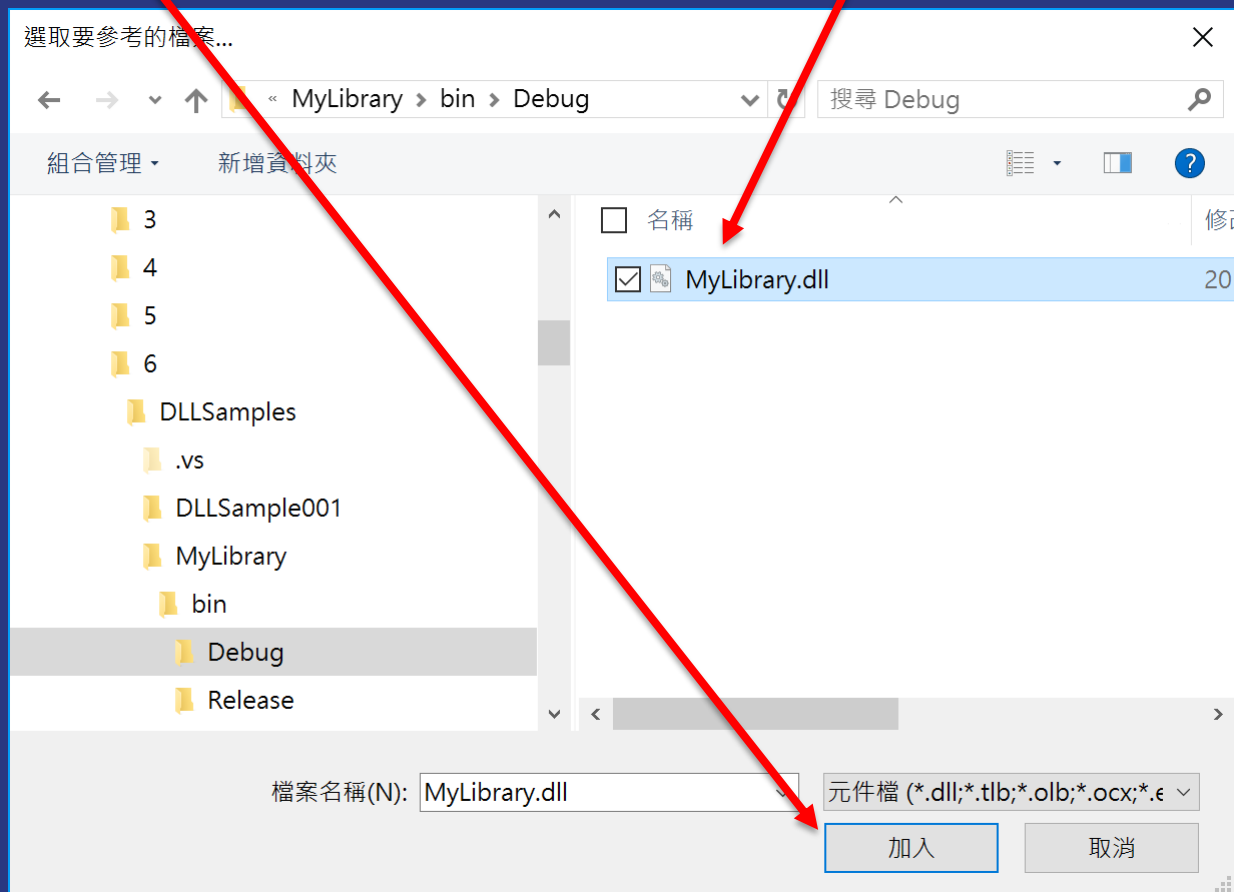 選取要參考的檔案...
« MyLibrary › bin › Debug
搜尋 Debug
組合管理
新增資料夾
3
4
5
6
DLLSamples
.vs
DLLSample001
MyLibrary
bin
Debug
Release
名稱
MyLibrary.dll
20
檔案名稱(N):
MyLibrary.dll
元件檔 (*.dll;*.tlb;*.olb;*.ocx;*.e
加入
取消